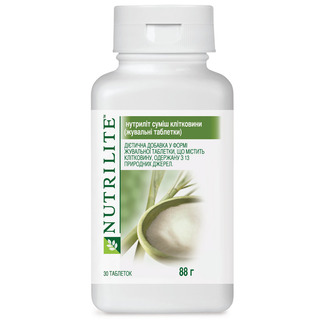 NUTRILITE™
нутриліт суміш клітковини
(жувальні таблетки)
ДІЄТИЧНА ДОБАВКА У ФОРМІ
ЖУВАЛЬНОЇ ТАБЛЕТКИ, ЩО МІСТИТЬ
КЛІТКОВИНУ, ОДЕРЖАНУ З 13
ПРИРОДНИХ ДЖЕРЕЛ.
30 ТАБЛЕТОК
88 г